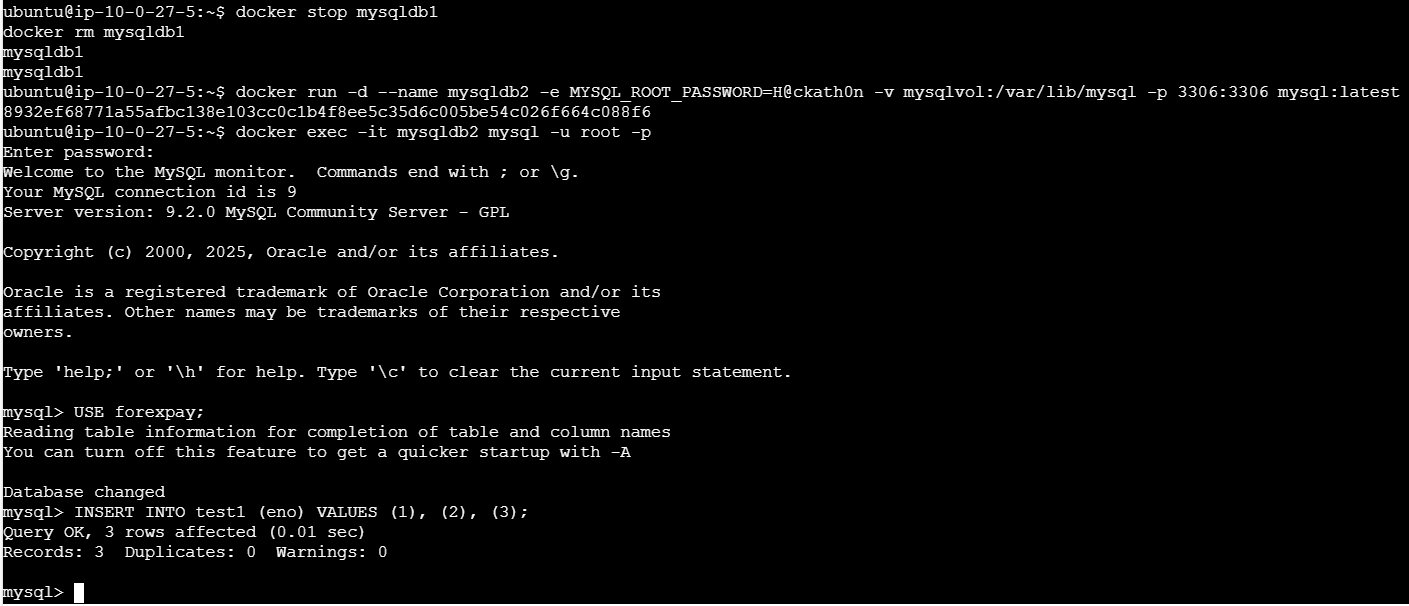 ubuntu@ip-10-0-27-5:~$ docker stop mysqldb1
docker rm mysqldb1
mysqldb1
mysqldb1
ubuntu@ip-10-0-27-5:~$ docker run -d --name mysqldb2 -e MYSQL_ROOT_PASSWORD=H@ckath0n -v mysqlvol:/var/lib/mysql -p 3306:3306 mysql:latest
8932ef68771a55afbc138e103cc0c1b4f8ee5c35d6c005be54c026f664c088f6
ubuntu@ip-10-0-27-5:~$ docker exec -it mysqldb2 mysql -u root -p
Enter password:
Welcome to the MySQL monitor.  Commands end with ; or \g.
Your MySQL connection id is 9
Server version: 9.2.0 MySQL Community Server - GPL
Copyright (c) 2000, 2025, Oracle and/or its affiliates.
Oracle is a registered trademark of Oracle Corporation and/or its
affiliates. Other names may be trademarks of their respective
owners.
Type 'help;' or '\h' for help. Type '\c' to clear the current input statement.
mysql> USE forexpay;
Reading table information for completion of table and column names
You can turn off this feature to get a quicker startup with -A
Database changed
mysql> INSERT INTO test1 (eno) VALUES (1), (2), (3);
Query OK, 3 rows affected (0.01 sec)
Records: 3  Duplicates: 0  Warnings: 0
mysql>